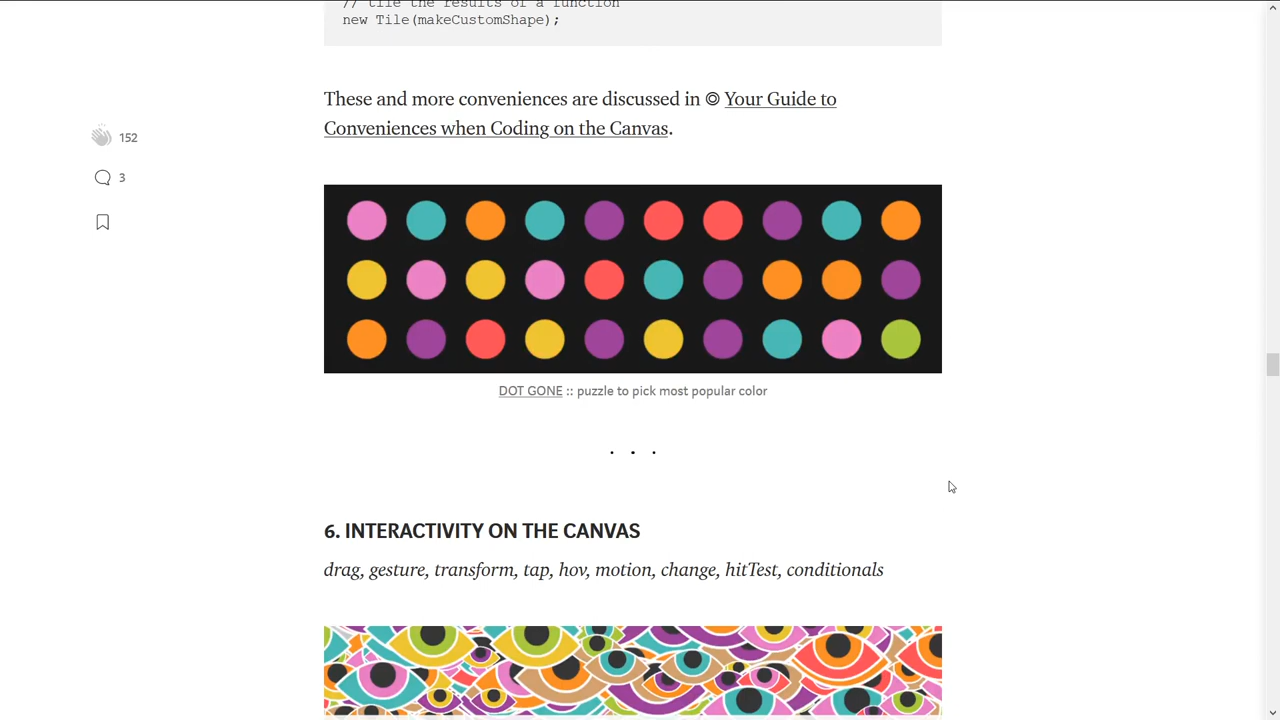 // tile the results of a function
new Tile(makeCustomShape);
These and more conveniences are discussed in ◎ Your Guide to
Conveniences when Coding on the Canvas.
152
3
DOT GONE :: puzzle to pick most popular color
. . .
6. INTERACTIVITY ON THE CANVAS
drag, gesture, transform, tap, hov, motion, change, hitTest, conditionals